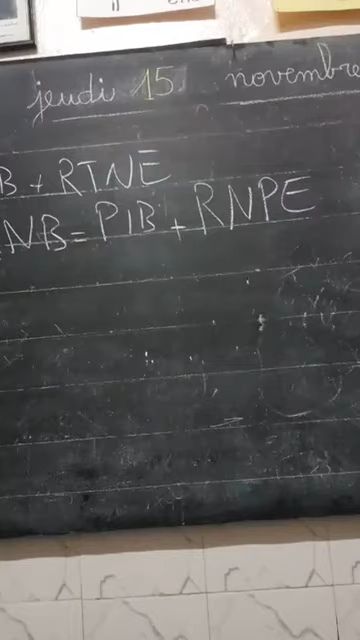 jeudi 15 novembre
B + RTNE
NB = PIB + RNPE